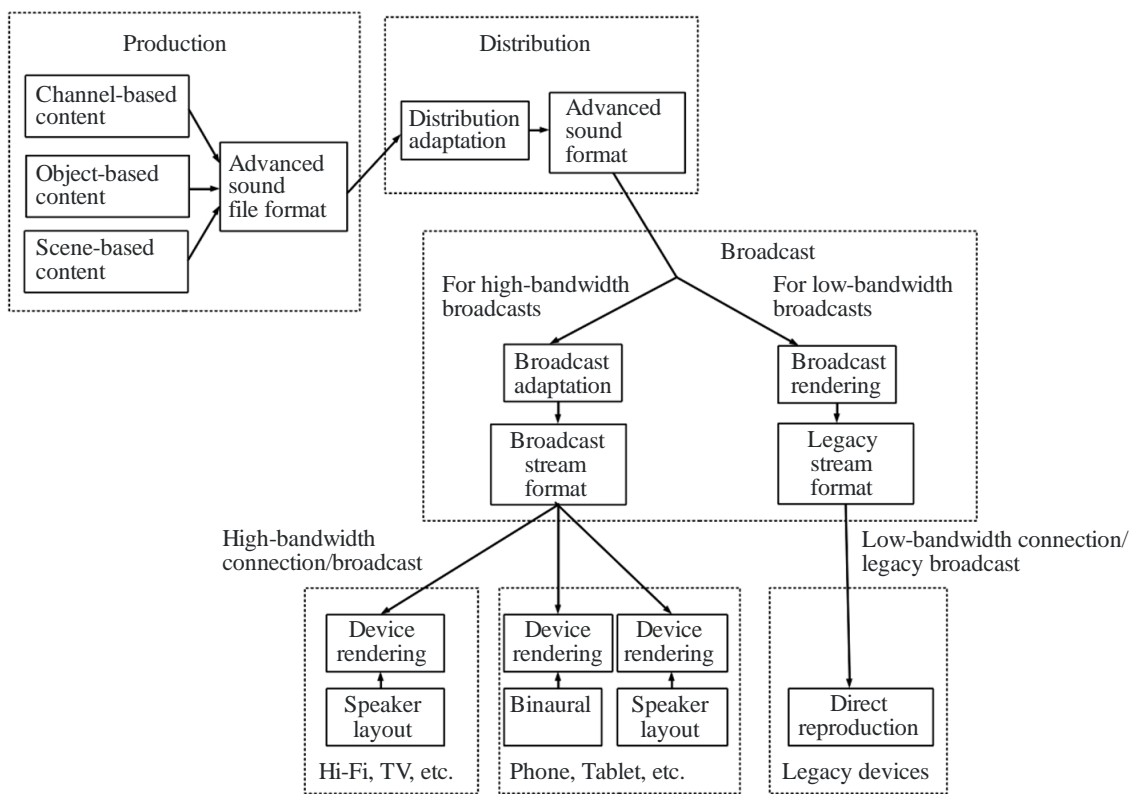 Production
Channel-based
content
Object-based
content
Scene-based
content
Advanced
sound
file format
Distribution
Distribution
adaptation
Advanced
sound
format
Broadcast
For high-bandwidth
broadcasts
For low-bandwidth
broadcasts
Broadcast
adaptation
Broadcast
rendering
Broadcast
stream
format
Legacy
stream
format
High-bandwidth
connection/broadcast
Low-bandwidth connection/
legacy broadcast
Device
rendering
Speaker
layout
Hi-Fi, TV, etc.
Device
rendering
Binaural
Device
rendering
Speaker
layout
Phone, Tablet, etc.
Direct
reproduction
Legacy devices